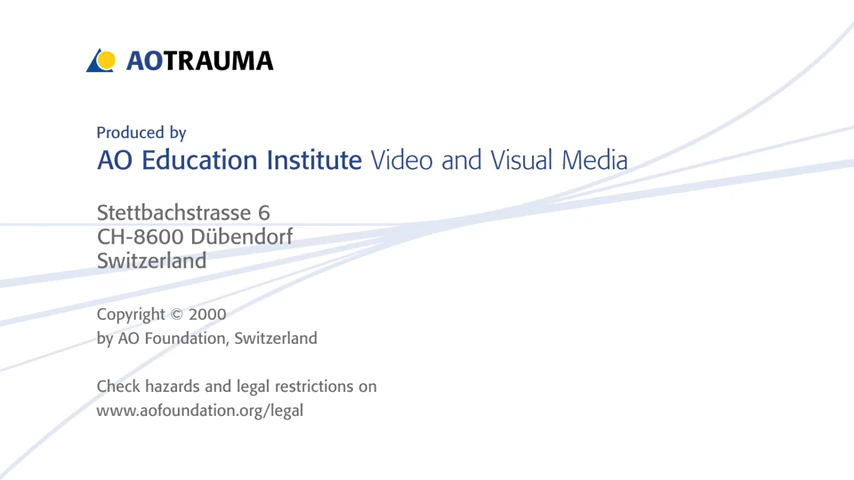 AOTRAUMA
Produced by
AO Education Institute Video and Visual Media
Stettbachstrasse 6
CH-8600 Dübendorf
Switzerland
Copyright © 2000
by AO Foundation, Switzerland
Check hazards and legal restrictions on
www.aofoundation.org/legal